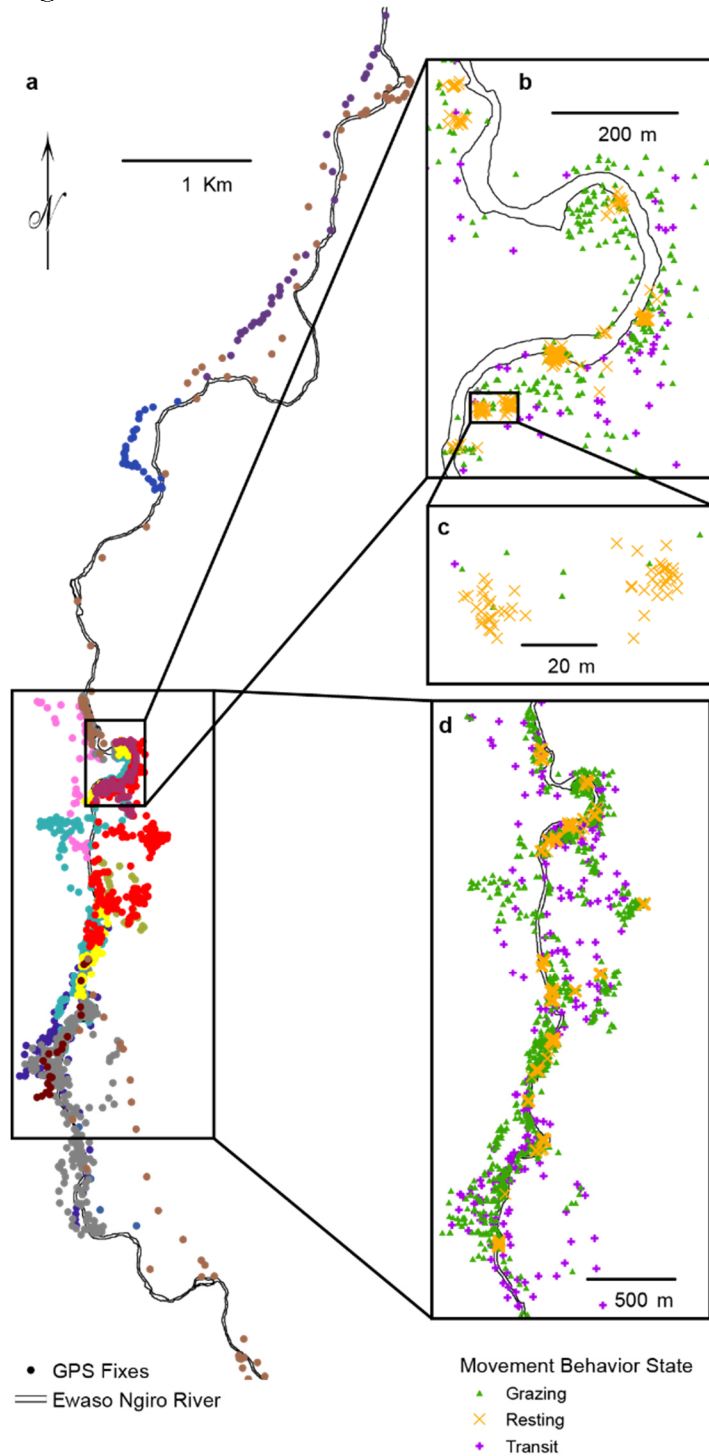 a
N
1 Km
b
200 m
c
20 m
d
500 m
GPS Fixes
Ewaso Ngiro River
Movement Behavior State
Grazing
Resting
Transit